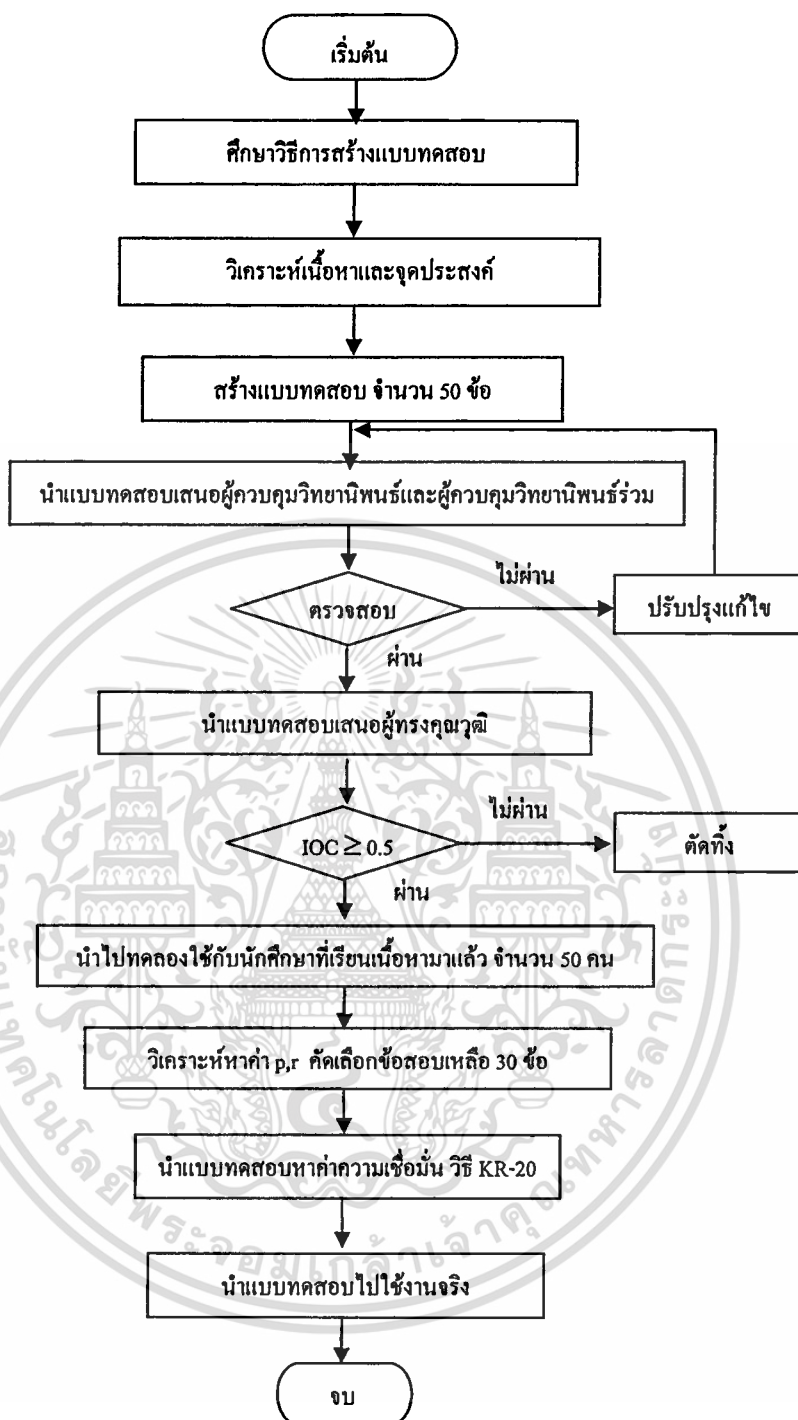 เริ่มต้น
ศึกษาวิธีการสร้างแบบทดสอบ
วิเคราะห์เนื้อหาและจุดประสงค์
สร้างแบบทดสอบ จำนวน 50 ข้อ
นำแบบทดสอบเสนอผู้ควบคุมวิทยานิพนธ์และผู้ควบคุมวิทยานิพนธ์ร่วม
ตรวจสอบ
ไม่ผ่าน
ปรับปรุงแก้ไข
ผ่าน
นำแบบทดสอบเสนอผู้ทรงคุณวุฒิ
IOC ≥ 0.5
ไม่ผ่าน
ตัดทิ้ง
ผ่าน
นำไปทดลองใช้กับนักศึกษาที่เรียนเนื้อหามาแล้ว จำนวน 50 คน
วิเคราะห์หาค่า p,r คัดเลือกข้อสอบเหลือ 30 ข้อ
นำแบบทดสอบหาค่าความเชื่อมั่น วิธี KR-20
นำแบบทดสอบไปใช้งานจริง
จบ